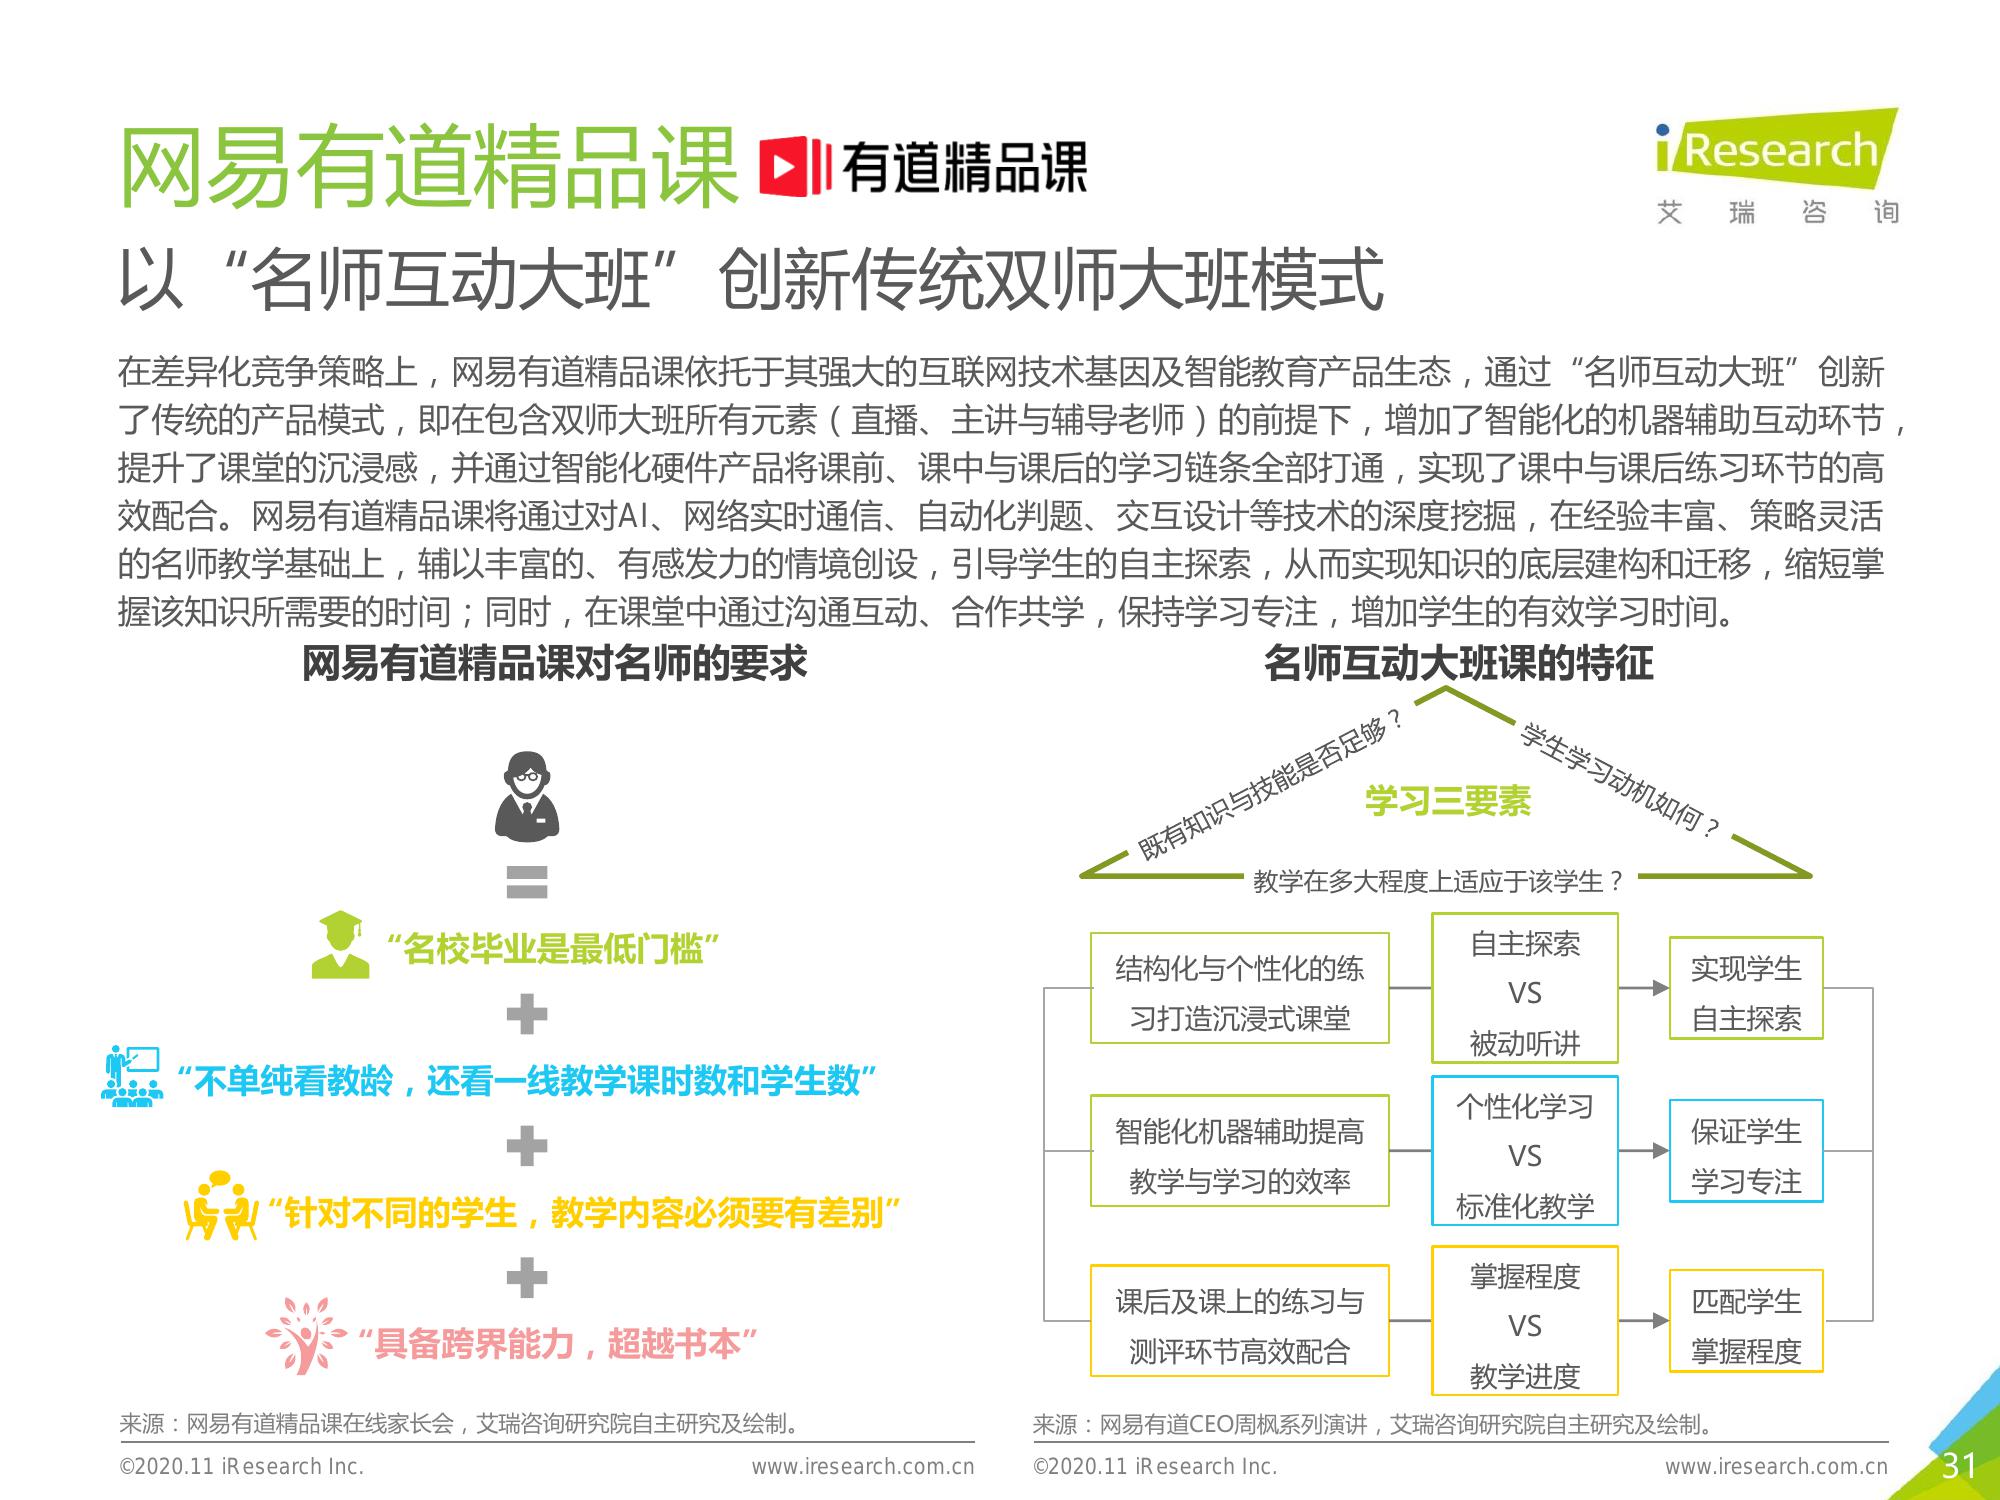 网易有道精品课
有道精品课
iResearch
艾瑞咨询
以“名师互动大班”创新传统双师大班模式
在差异化竞争策略上，网易有道精品课依托于其强大的互联网技术基因及智能教育产品生态，通过“名师互动大班”创新
了传统的产品模式，即在包含双师大班所有元素（直播、主讲与辅导老师）的前提下，增加了智能化的机器辅助互动环节，
提升了课堂的沉浸感，并通过智能化硬件产品将课前、课中与课后的学习链条全部打通，实现了课中与课后练习环节的高
效配合。网易有道精品课将通过对AI、网络实时通信、自动化判题、交互设计等技术的深度挖掘，在经验丰富、策略灵活
的名师教学基础上，辅以丰富的、有感发力的情境创设，引导学生的自主探索，从而实现知识的底层建构和迁移，缩短掌
握该知识所需要的时间；同时，在课堂中通过沟通互动、合作共学，保持学习专注，增加学生的有效学习时间。
网易有道精品课对名师的要求
“名校毕业是最低门槛”
“不单纯看教龄，还看一线教学课时数和学生数”
“针对不同的学生，教学内容必须要有差别”
“具备跨界能力，超越书本”
来源：网易有道精品课在线家长会，艾瑞咨询研究院自主研究及绘制。
©2020.11 iResearch Inc.
www.iresearch.com.cn
名师互动大班课的特征
既有知识与技能是否足够？
学生学习动机如何？
学习三要素
教学在多大程度上适应于该学生？
结构化与个性化的练
习打造沉浸式课堂
自主探索
VS
被动听讲
实现学生
自主探索
智能化机器辅助提高
教学与学习的效率
个性化学习
VS
标准化教学
保证学生
学习专注
课后及课上的练习与
测评环节高效配合
掌握程度
VS
教学进度
匹配学生
掌握程度
来源：网易有道CEO周枫系列演讲，艾瑞咨询研究院自主研究及绘制。
©2020.11 iResearch Inc.
www.iresearch.com.cn
31